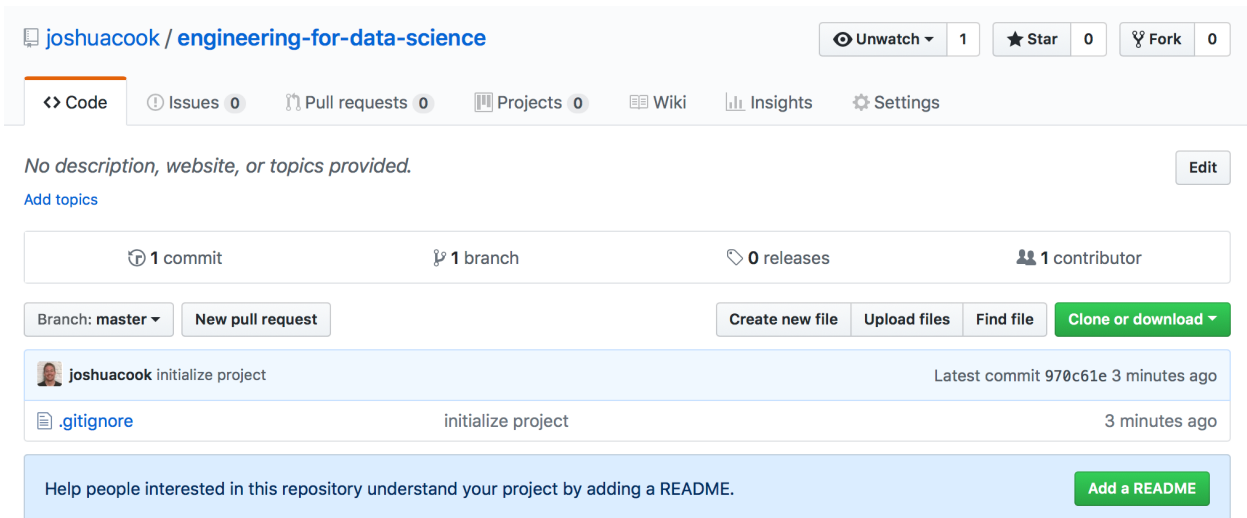 joshuacook / engineering-for-data-science
Unwatch 1 Star 0 Fork 0
Code Issues 0 Pull requests 0 Projects 0 Wiki Insights Settings
No description, website, or topics provided. Edit
Add topics
1 commit 1 branch 0 releases 1 contributor
Branch: master New pull request Create new file Upload files Find file Clone or download
joshuacook initialize project Latest commit 970c61e 3 minutes ago
.gitignore initialize project 3 minutes ago
Help people interested in this repository understand your project by adding a README. Add a README